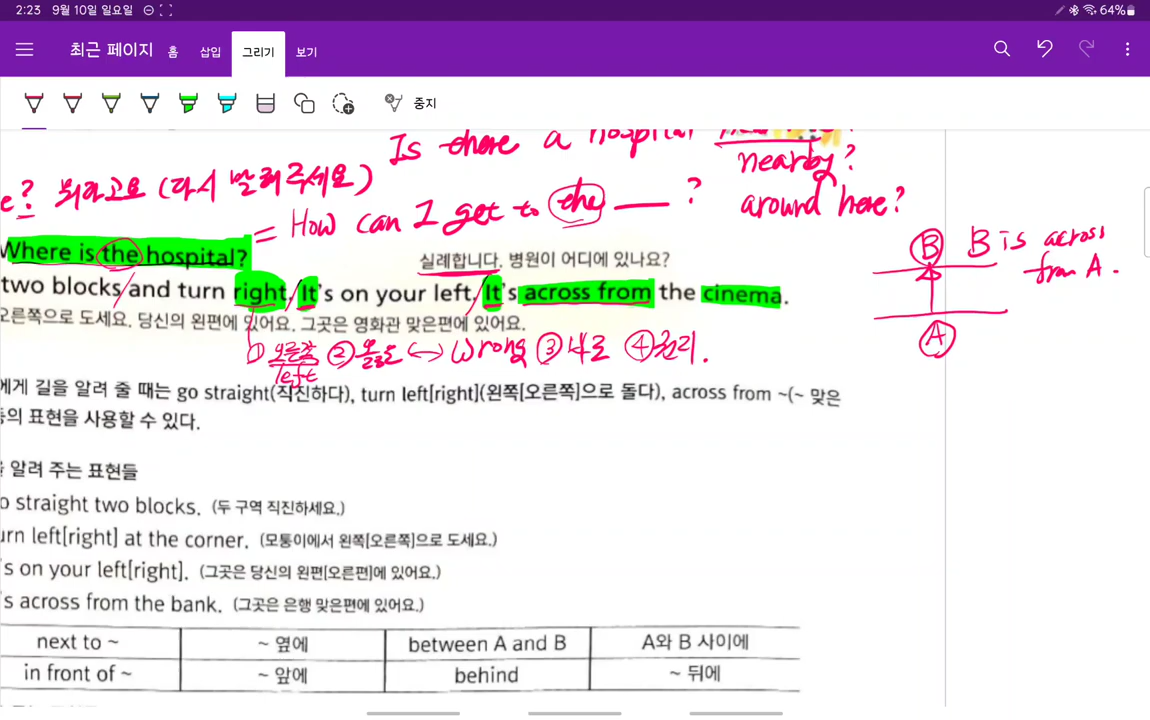 2:23 9월 10일 일요일 64%
최근 페이지 홈 삽입 그리기 보기
중지
Is there a hospital
nearby?
e? 뭐라고요 (다시 말해주세요)
= How can I get to the ___ ?
around here?
Where is the hospital?
실례합니다. 병원이 어디에 있나요?
B B is across
from A.
two blocks/and turn right./It's on your left./It's across from the cinema.
오른쪽으로 도세요. 당신의 왼편에 있어요. 그곳은 영화관 맞은편에 있어요.
A
① 오른쪽 ② 옳은 ↔ wrong ③ 바로 ④ 권리.
left
에게 길을 알려 줄 때는 go straight(직진하다), turn left[right](왼쪽[오른쪽]으로 돌다), across from ~(~ 맞은
등의 표현을 사용할 수 있다.
을 알려 주는 표현들
o straight two blocks. (두 구역 직진하세요.)
urn left[right] at the corner. (모퉁이에서 왼쪽[오른쪽]으로 도세요.)
's on your left[right]. (그곳은 당신의 왼편[오른편]에 있어요.)
's across from the bank. (그곳은 은행 맞은편에 있어요.)
next to ~ ~ 옆에 between A and B A와 B 사이에
in front of ~ ~ 앞에 behind ~ 뒤에